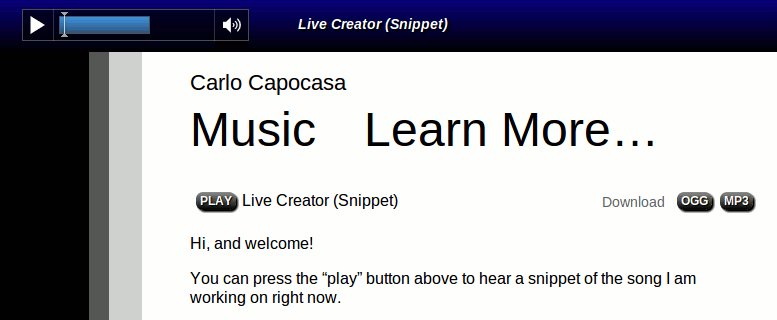 Live Creator (Snippet)
Carlo Capocasa
Music Learn More…
PLAY Live Creator (Snippet) Download OGG MP3
Hi, and welcome!
You can press the “play” button above to hear a snippet of the song I am
working on right now.